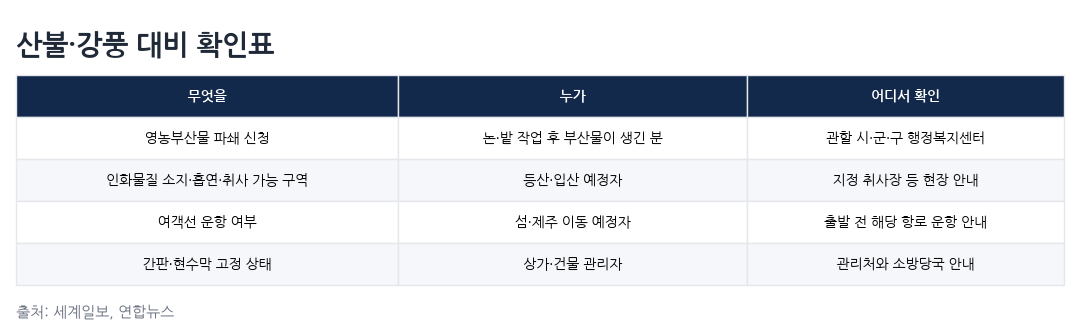 산불·강풍 대비 확인표
무엇을 누가 어디서 확인
영농부산물 파쇄 신청 논·밭 작업 후 부산물이 생긴 분 관할 시·군·구 행정복지센터
인화물질 소지·흡연·취사 가능 구역 등산·입산 예정자 지정 취사장 등 현장 안내
여객선 운항 여부 섬·제주 이동 예정자 출발 전 해당 항로 운항 안내
간판·현수막 고정 상태 상가·건물 관리자 관리처와 소방당국 안내
출처: 세계일보, 연합뉴스